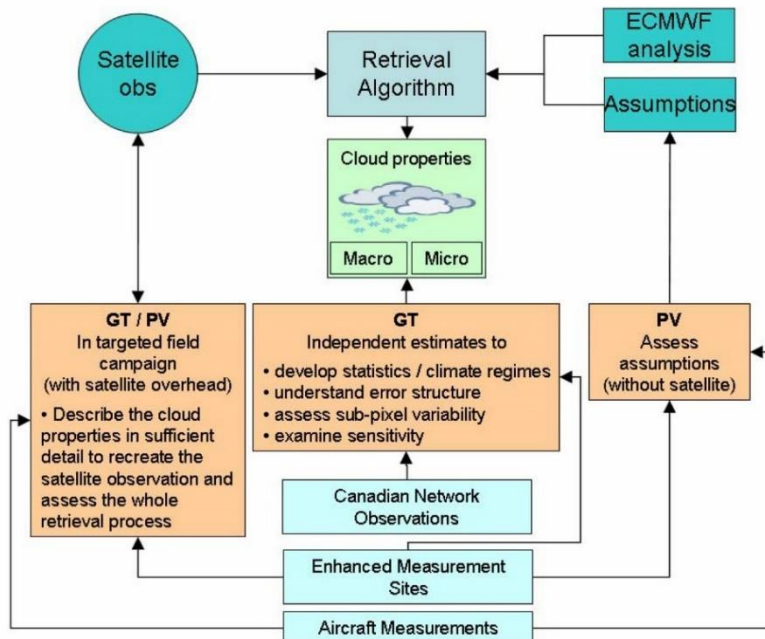 Satellite
obs
Retrieval
Algorithm
ECMWF
analysis
Assumptions
Cloud properties
Macro
Micro
GT / PV
In targeted field
campaign
(with satellite overhead)
• Describe the cloud
properties in sufficient
detail to recreate the
satellite observation and
assess the whole
retrieval process
GT
Independent estimates to
• develop statistics / climate regimes
• understand error structure
• assess sub-pixel variability
• examine sensitivity
PV
Assess
assumptions
(without satellite)
Canadian Network
Observations
Enhanced Measurement
Sites
Aircraft Measurements